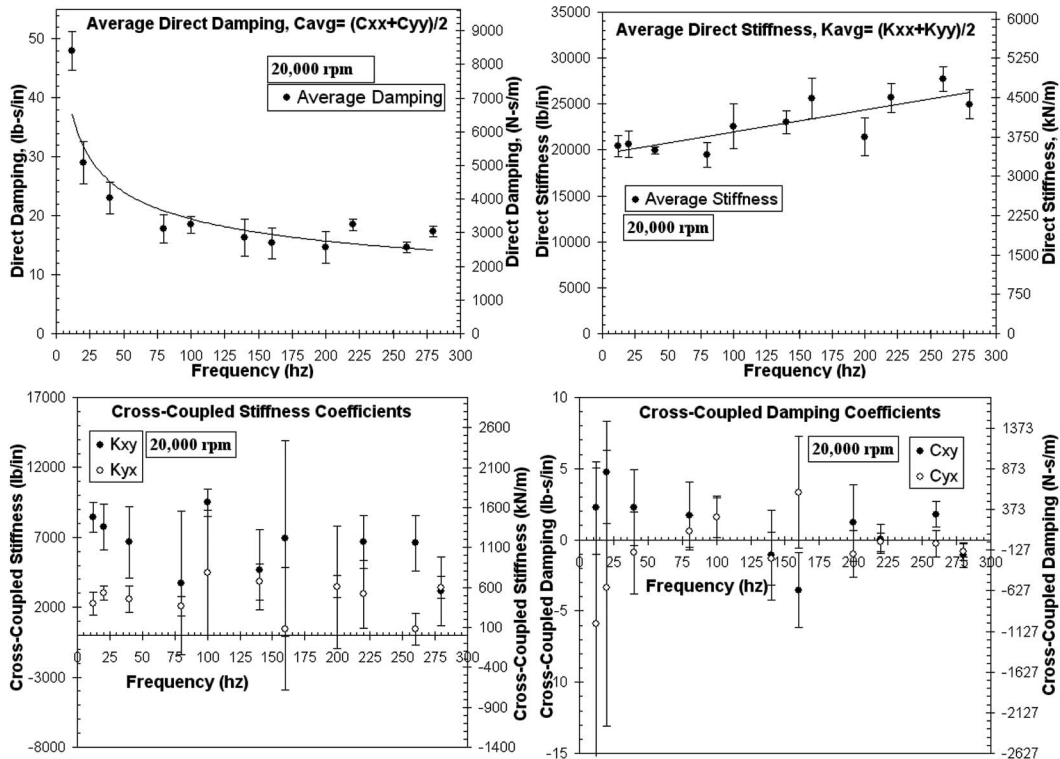 Average Direct Damping, Cavg= (Cxx+Cyy)/2
20,000 rpm
Average Damping
Direct Damping, (lb-s/in)
50
40
30
20
10
0
Direct Damping, (N-s/m)
9000
8000
7000
6000
5000
4000
3000
2000
1000
0
0 25 50 75 100 125 150 175 200 225 250 275 300
Frequency (hz)
Average Direct Stiffness, Kavg= (Kxx+Kyy)/2
Average Stiffness
20,000 rpm
Direct Stiffness (lb/in)
35000
30000
25000
20000
15000
10000
5000
0
Direct Stiffness, (kN/m)
6000
5250
4500
3750
3000
2250
1500
750
0
0 25 50 75 100 125 150 175 200 225 250 275 300
Frequency (hz)
Cross-Coupled Stiffness Coefficients
Kxy
Kyx
20,000 rpm
Cross-Coupled Stiffness (lb/in)
17000
12000
7000
2000
-3000
-8000
Cross-Coupled Stiffness (kN/m)
2600
2100
1600
1100
600
100
-400
-900
-1400
0 25 50 75 100 125 150 175 200 225 250 275 300
Frequency (hz)
Cross-Coupled Damping Coefficients
20,000 rpm
Cxy
Cyx
Cross-Coupled Damping (lb-s/in)
10
5
0
-5
-10
-15
Cross-Coupled Damping (N-s/m)
1373
873
373
-127
-627
-1127
-1627
-2127
-2627
0 25 50 75 100 125 150 175 200 225 250 275 300
Frequency (hz)